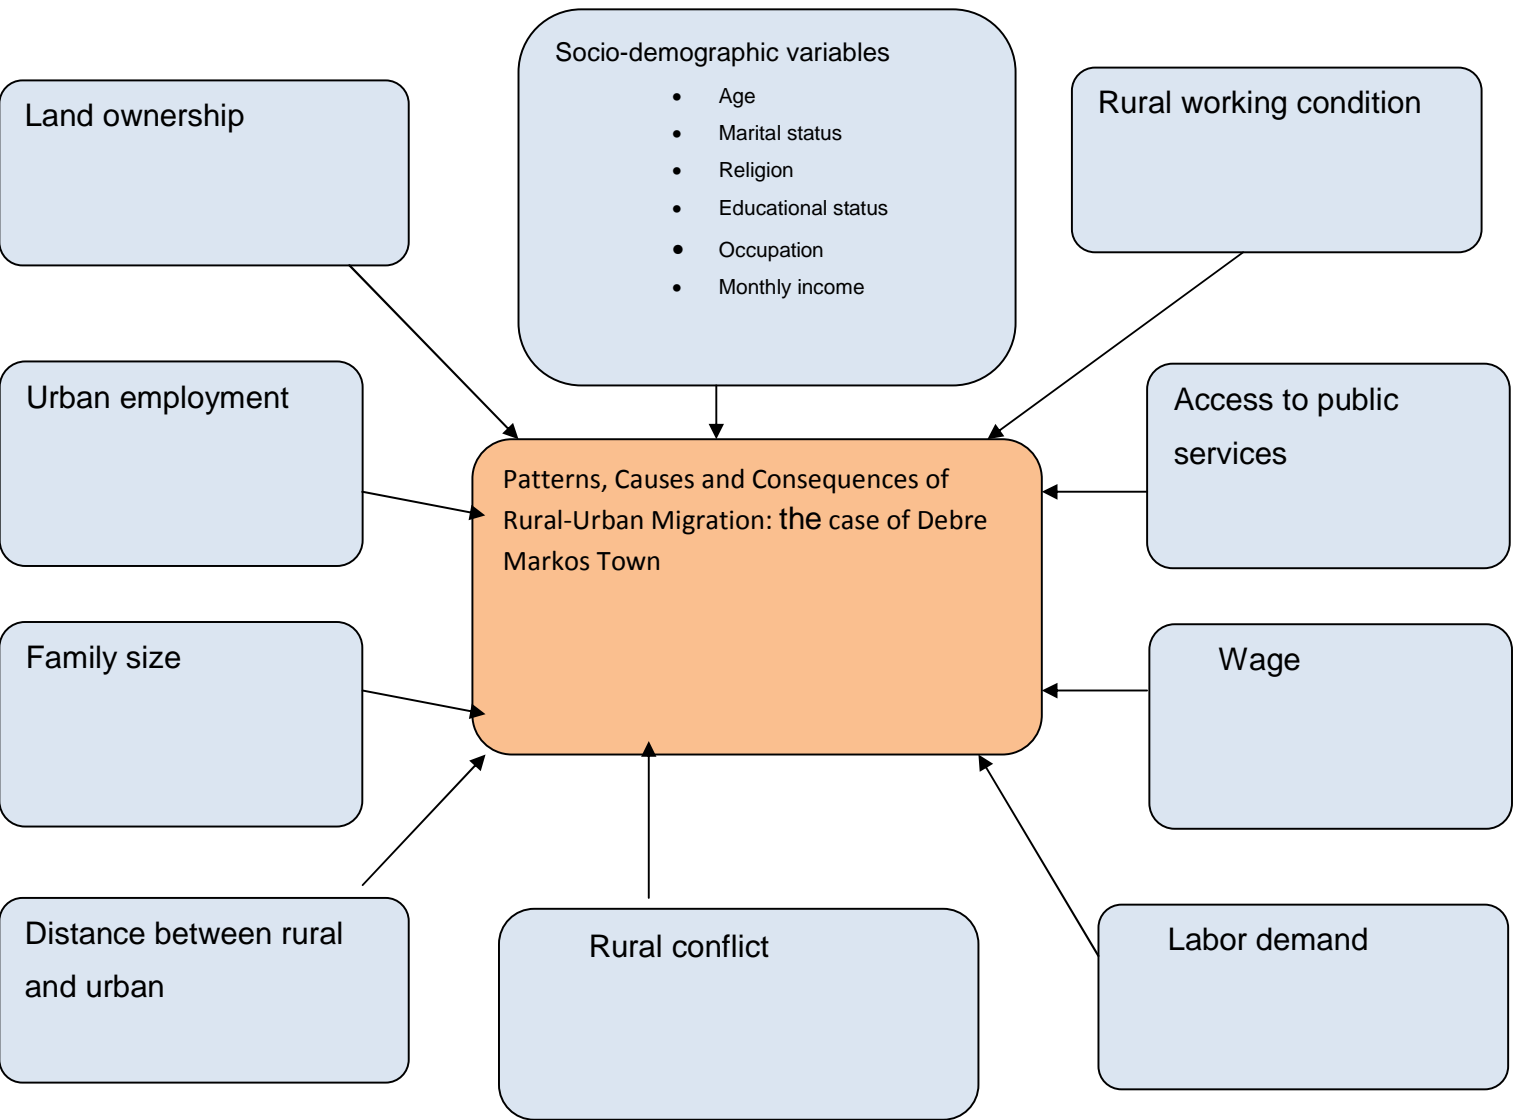 Socio-demographic variables
• Age
• Marital status
• Religion
• Educational status
• Occupation
• Monthly income
Land ownership
Rural working condition
Urban employment
Access to public
services
Patterns, Causes and Consequences of
Rural-Urban Migration: the case of Debre
Markos Town
Family size
Wage
Distance between rural
and urban
Rural conflict
Labor demand